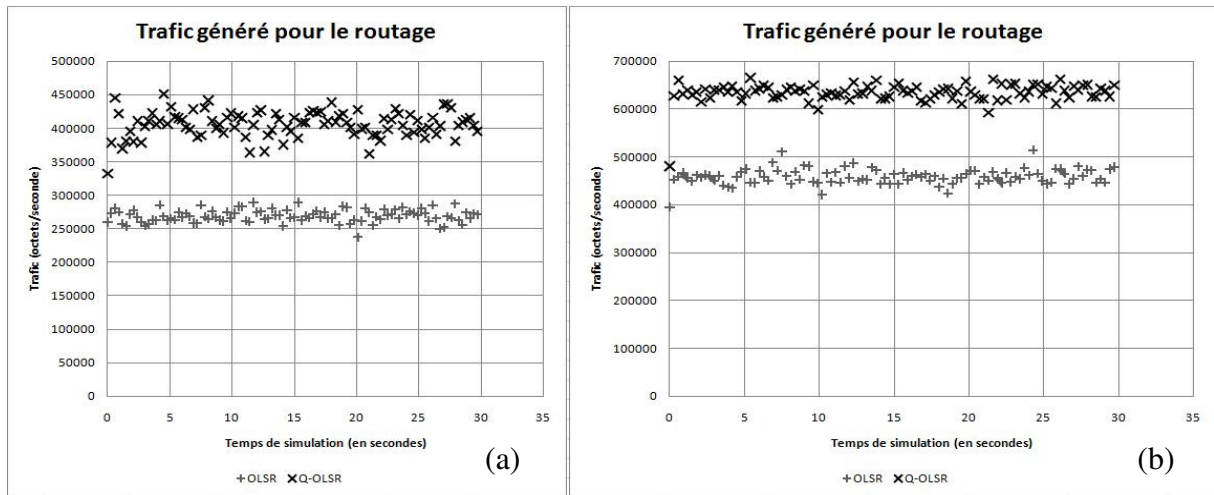 Trafic généré pour le routage
500000
450000
400000
350000
300000
250000
200000
150000
100000
50000
0
Trafic (octets/seconde)
0 5 10 15 20 25 30 35
Temps de simulation (en secondes)
(a)
+OLSR ×Q-OLSR
Trafic généré pour le routage
700000
600000
500000
400000
300000
200000
100000
0
Trafic (octets/seconde)
0 5 10 15 20 25 30 35
Temps de simulation (en secondes)
(b)
+OLSR ×Q-OLSR